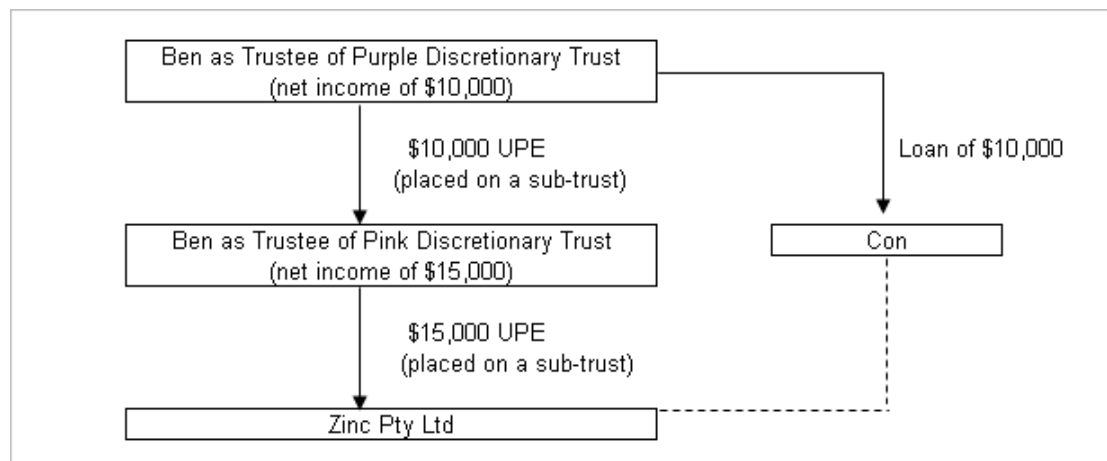 Ben as Trustee of Purple Discretionary Trust
(net income of $10,000)
$10,000 UPE
(placed on a sub-trust)
Loan of $10,000
Ben as Trustee of Pink Discretionary Trust
(net income of $15,000)
Con
$15,000 UPE
(placed on a sub-trust)
Zinc Pty Ltd